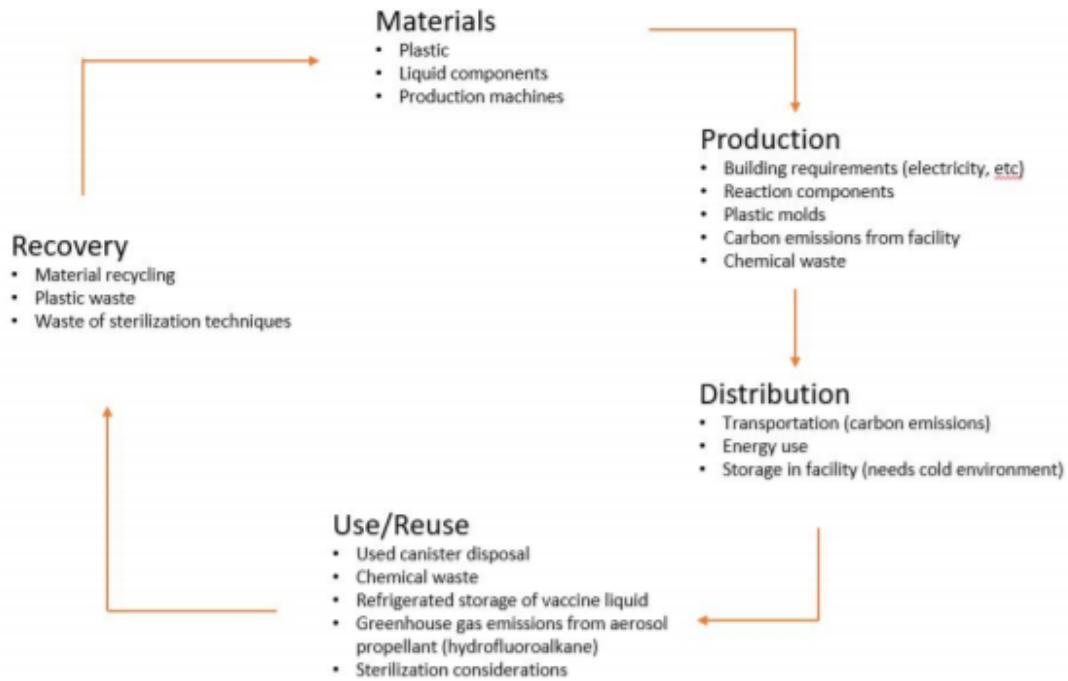 Materials
• Plastic
• Liquid components
• Production machines
Production
• Building requirements (electricity, etc)
• Reaction components
• Plastic molds
• Carbon emissions from facility
• Chemical waste
Distribution
• Transportation (carbon emissions)
• Energy use
• Storage in facility (needs cold environment)
Use/Reuse
• Used canister disposal
• Chemical waste
• Refrigerated storage of vaccine liquid
• Greenhouse gas emissions from aerosol
propellant (hydrofluoroalkane)
• Sterilization considerations
Recovery
• Material recycling
• Plastic waste
• Waste of sterilization techniques